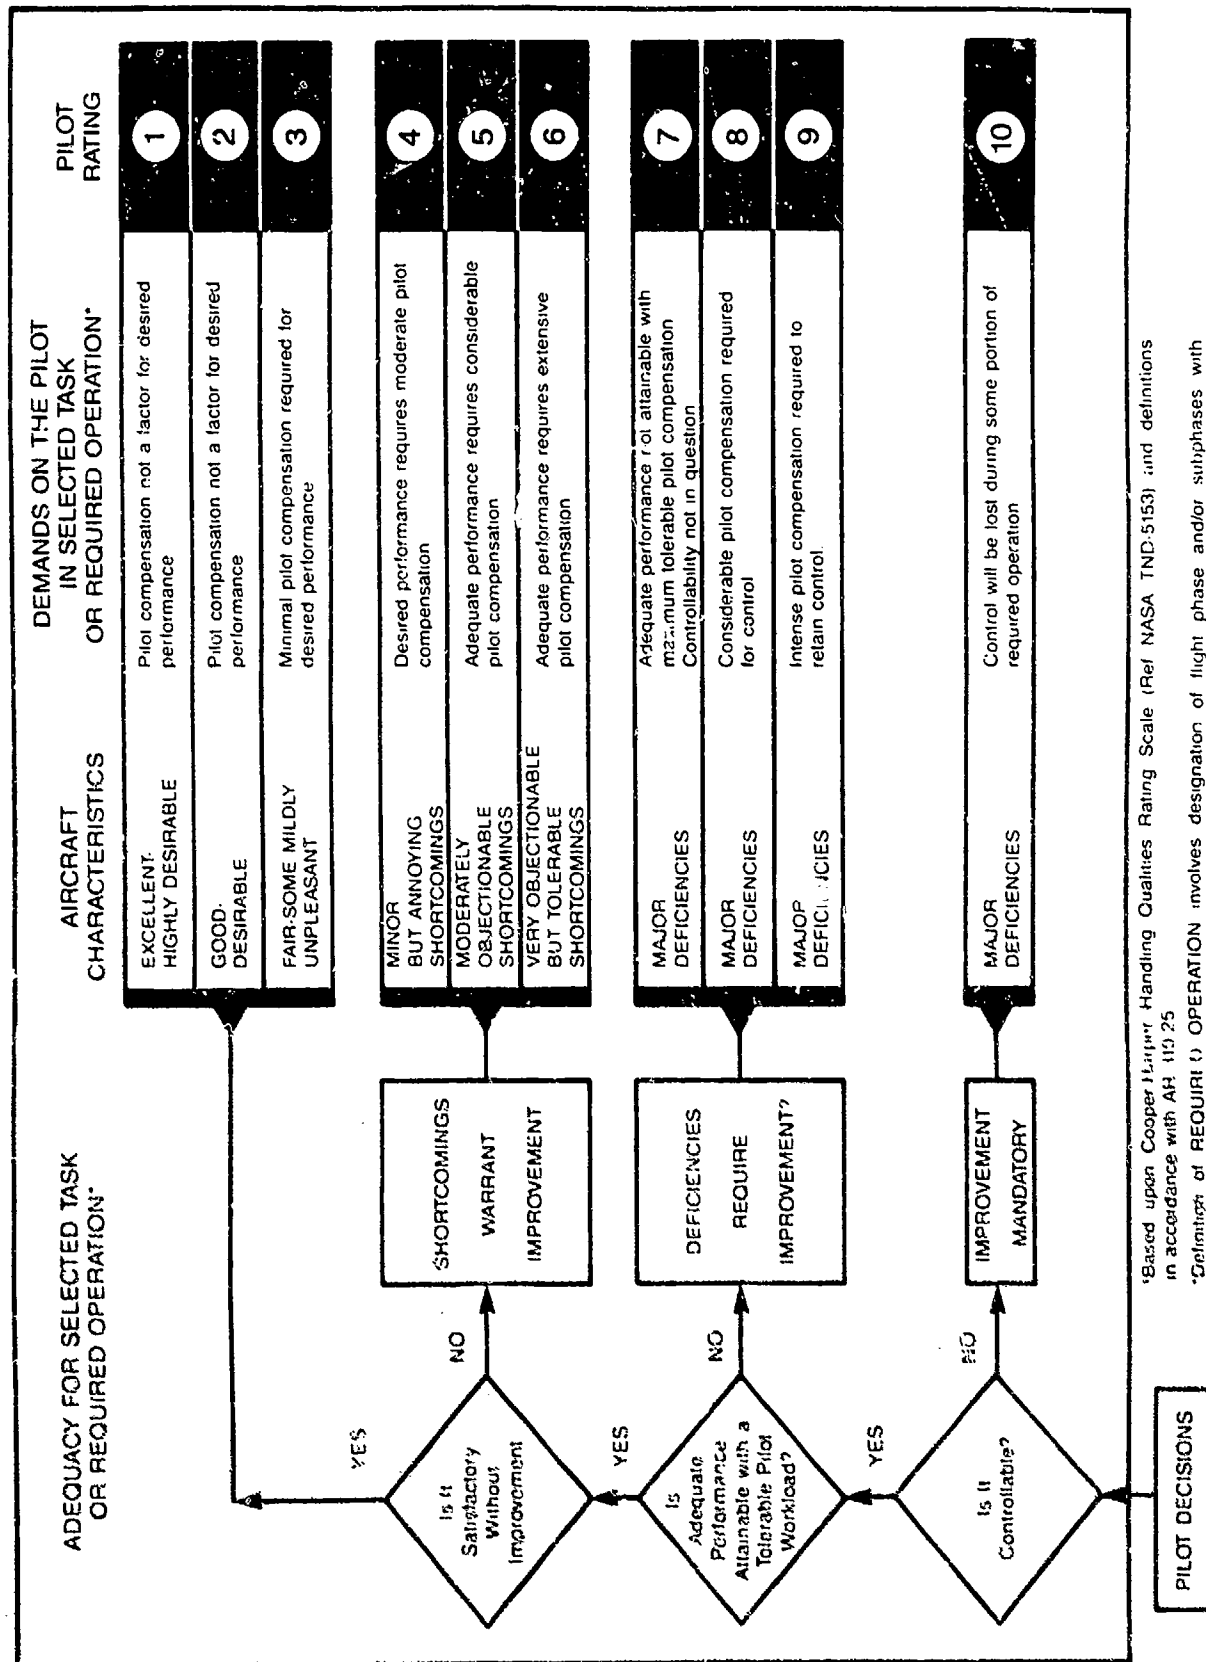 ADEQUACY FOR SELECTED TASK
OR REQUIRED OPERATION*
AIRCRAFT
CHARACTERISTICS
DEMANDS ON THE PILOT
IN SELECTED TASK
OR REQUIRED OPERATION*
PILOT
RATING
EXCELLENT-
HIGHLY DESIRABLE
Pilot compensation not a factor for desired
performance
1
GOOD-
DESIRABLE
Pilot compensation not a factor for desired
performance
2
FAIR-SOME MILDLY
UNPLEASANT
Minimal pilot compensation required for
desired performance
3
YES
Is It
Satisfactory
Without
Improvement
NO
SHORTCOMINGS
WARRANT
IMPROVEMENT
MINOR
BUT ANNOYING
SHORTCOMINGS
Desired performance requires moderate pilot
compensation
4
MODERATELY
OBJECTIONABLE
SHORTCOMINGS
Adequate performance requires considerable
pilot compensation
5
VERY OBJECTIONABLE
BUT TOLERABLE
SHORTCOMINGS
Adequate performance requires extensive
pilot compensation
6
YES
Is
Adequate
Performance
Attainable with a
Tolerable Pilot
Workload?
NO
DEFICIENCIES
REQUIRE
IMPROVEMENT?
MAJOR
DEFICIENCIES
Adequate performance not attainable with
maximum tolerable pilot compensation
Controllability not in question
7
MAJOR
DEFICIENCIES
Considerable pilot compensation required
for control
8
MAJOR
DEFICIENCIES
Intense pilot compensation required to
retain control.
9
YES
Is It
Controllable?
NO
IMPROVEMENT
MANDATORY
MAJOR
DEFICIENCIES
Control will be lost during some portion of
required operation
10
PILOT DECISIONS
Based upon Cooper Harper Handling Qualities Rating Scale (Ref NASA TND-5153) and definitions
in accordance with AR 25
*Definition of REQUIRED OPERATION involves designation of flight phase and/or subphases with